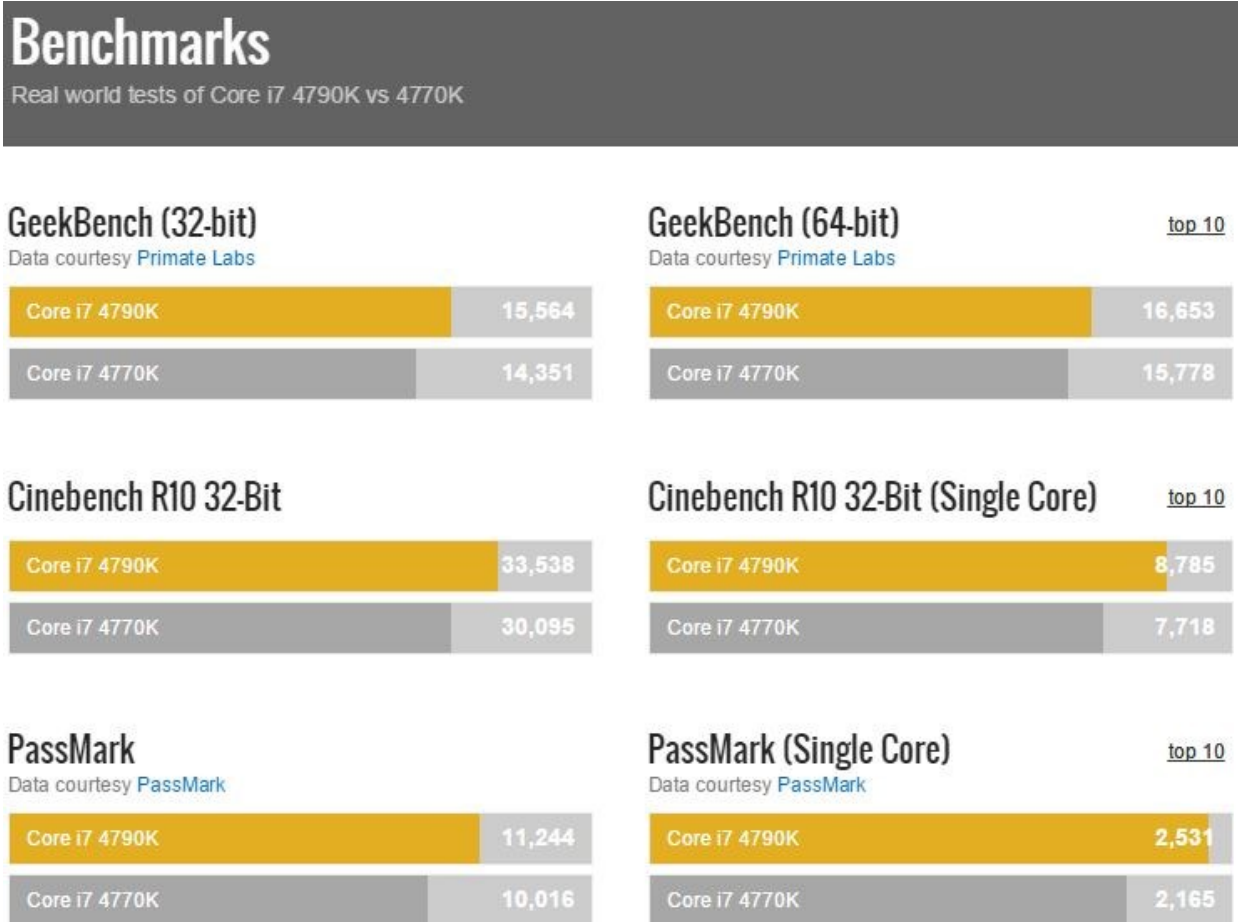 Benchmarks
Real world tests of Core i7 4790K vs 4770K
GeekBench (32-bit)
Data courtesy Primate Labs
Core i7 4790K 15,564
Core i7 4770K 14,351
GeekBench (64-bit) top 10
Data courtesy Primate Labs
Core i7 4790K 16,653
Core i7 4770K 15,778
Cinebench R10 32-Bit
Core i7 4790K 33,538
Core i7 4770K 30,095
Cinebench R10 32-Bit (Single Core) top 10
Core i7 4790K 8,785
Core i7 4770K 7,718
PassMark
Data courtesy PassMark
Core i7 4790K 11,244
Core i7 4770K 10,016
PassMark (Single Core) top 10
Data courtesy PassMark
Core i7 4790K 2,531
Core i7 4770K 2,165